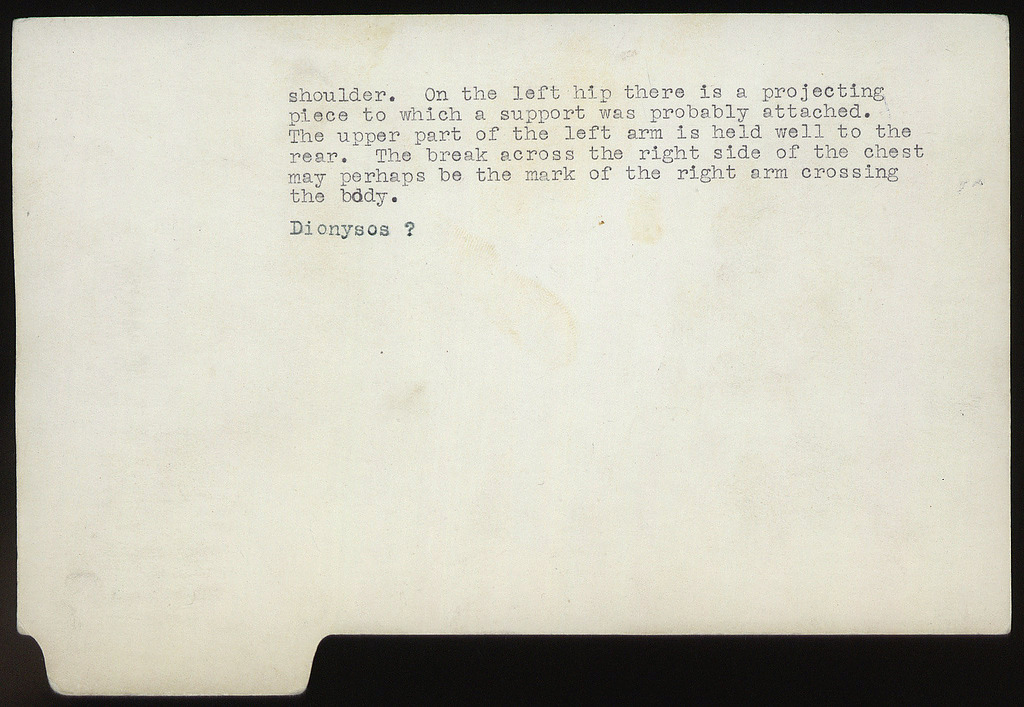 shoulder. On the left hip there is a projecting
piece to which a support was probably attached.
The upper part of the left arm is held well to the
rear. The break across the right side of the chest
may perhaps be the mark of the right arm crossing
the body.
Dionysos ?